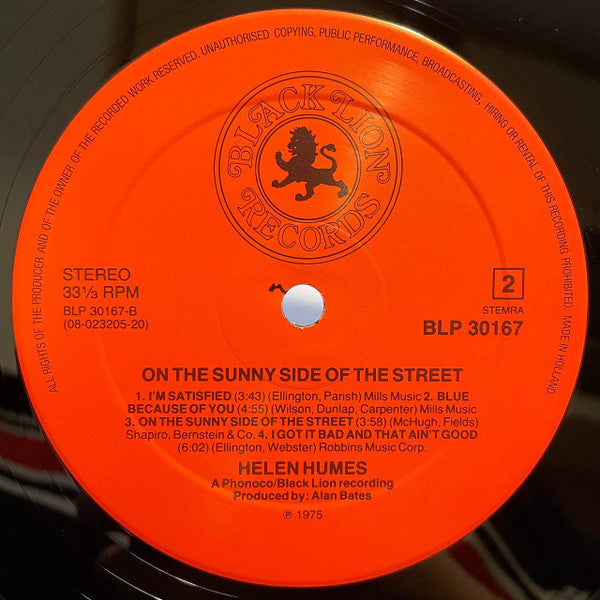 ALL RIGHTS OF THE PRODUCER AND OF THE OWNER OF THE RECORDED WORK RESERVED. UNAUTHORISED COPYING, PUBLIC PERFORMANCE, BROADCASTING, HIRING OR RENTAL OF THIS RECORDING PROHIBITED. MADE IN HOLLAND
BLACK LION
RECORDS
STEREO
33⅓ RPM
BLP 30167-B
(08-023205-20)
2
STEMRA
BLP 30167
ON THE SUNNY SIDE OF THE STREET
1. I'M SATISFIED (3:43) (Ellington, Parish) Mills Music 2. BLUE
BECAUSE OF YOU (4:55) (Wilson, Dunlap, Carpenter) Mills Music
3. ON THE SUNNY SIDE OF THE STREET (3:58) (McHugh, Fields)
Shapiro, Bernstein & Co. 4. I GOT IT BAD AND THAT AIN'T GOOD
(6:02) (Ellington, Webster) Robbins Music Corp.
HELEN HUMES
A Phonoco/Black Lion recording
Produced by: Alan Bates
℗ 1975